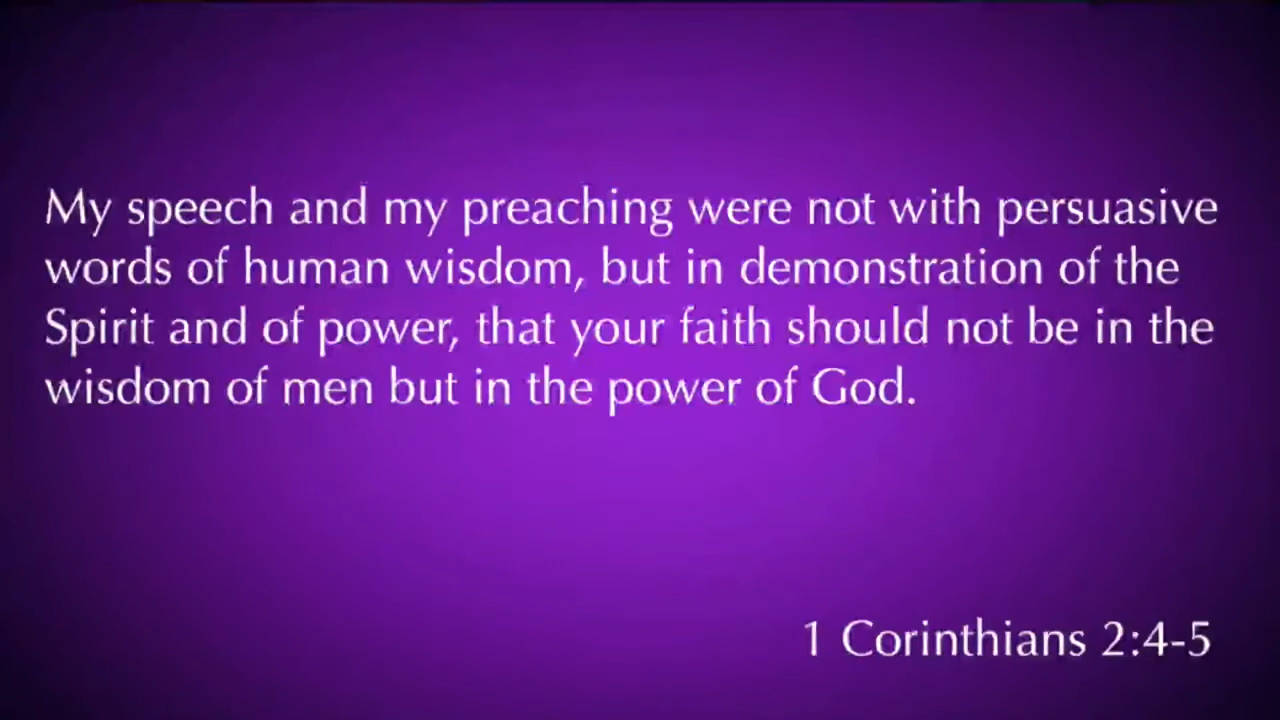 My speech and my preaching were not with persuasive
words of human wisdom, but in demonstration of the
Spirit and of power, that your faith should not be in the
wisdom of men but in the power of God.
1 Corinthians 2:4-5